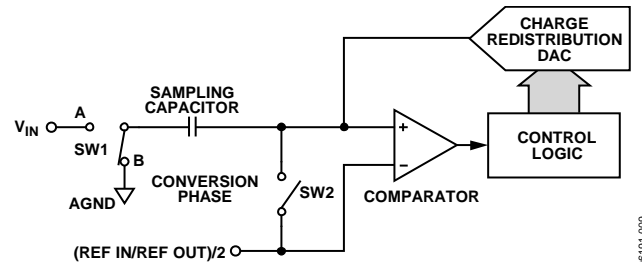 CHARGE
REDISTRIBUTION
DAC
SAMPLING
CAPACITOR
VIN
A
SW1
B
AGND
CONVERSION
PHASE
SW2
+
−
COMPARATOR
CONTROL
LOGIC
(REF IN/REF OUT)/2